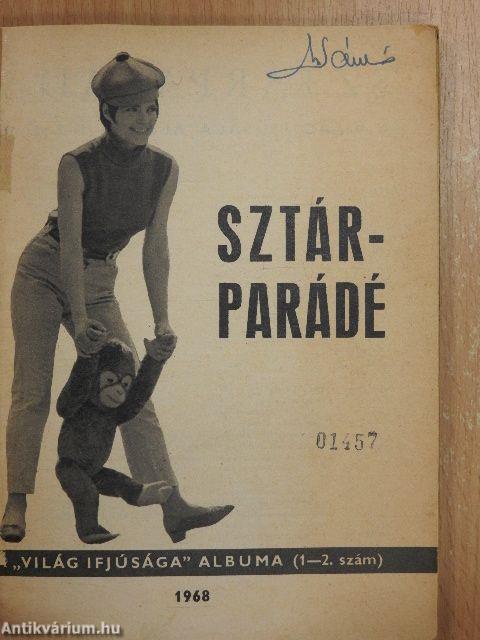 SZTÁR-
PARÁDÉ
01457
„VILÁG IFJÚSÁGA” ALBUMA (1—2. szám)
1968
Antikvárium.hu